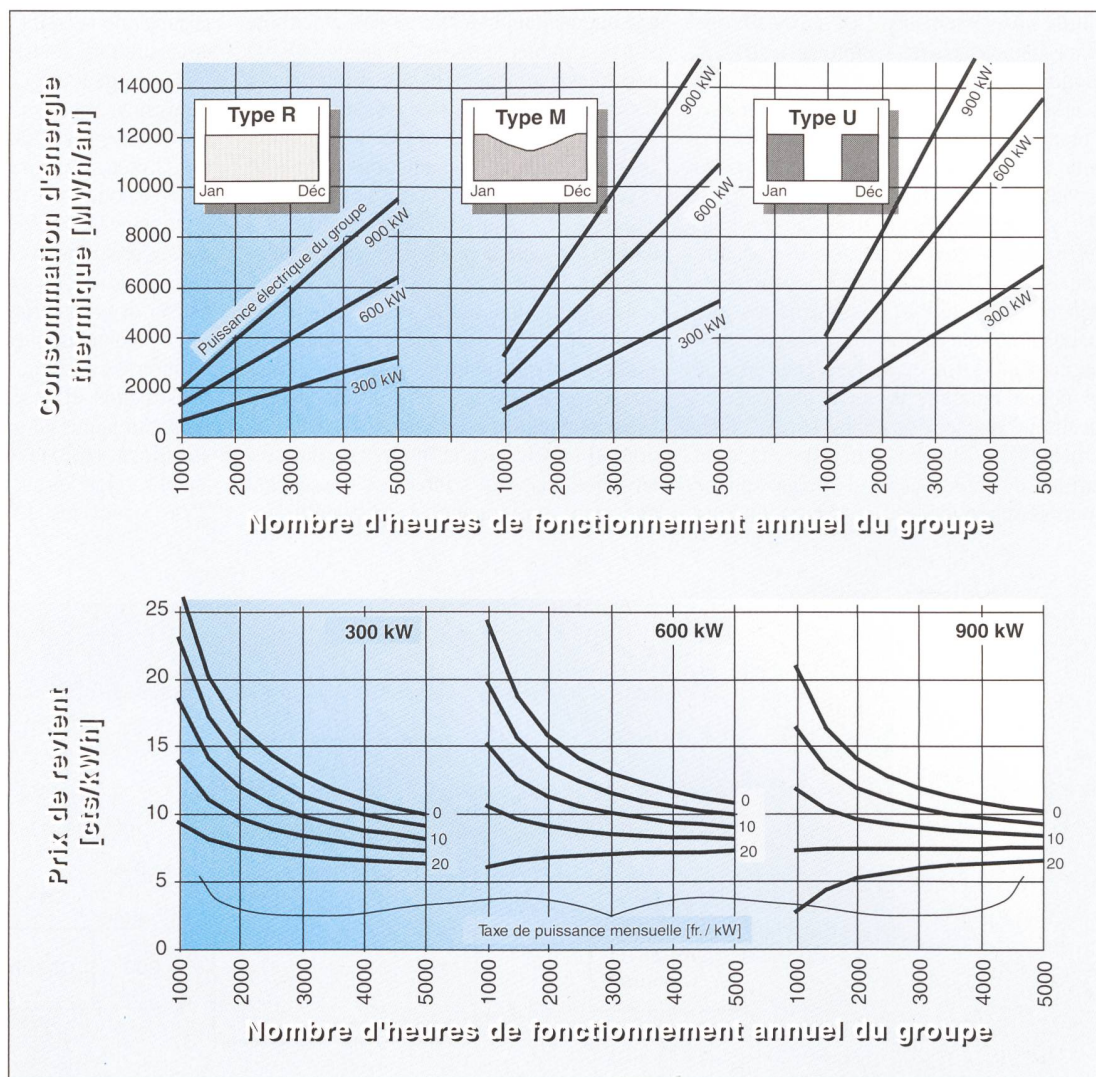 Consommation d'énergie
thermique [MWh/an]
14000
12000
10000
8000
6000
4000
2000
0
Type R
Jan Déc
Type M
Jan Déc
Type U
Jan Déc
Puissance électrique du groupe
900 kW
600 kW
300 kW
900 kW
600 kW
300 kW
900 kW
600 kW
300 kW
1000 2000 3000 4000 5000 1000 2000 3000 4000 5000 1000 2000 3000 4000 5000
Nombre d'heures de fonctionnement annuel du groupe
Prix de revient
[cts/kWh]
25
20
15
10
5
0
300 kW
600 kW
900 kW
0
10
20
0
10
20
0
10
20
Taxe de puissance mensuelle [fr. / kW]
1000 2000 3000 4000 5000 1000 2000 3000 4000 5000 1000 2000 3000 4000 5000
Nombre d'heures de fonctionnement annuel du groupe